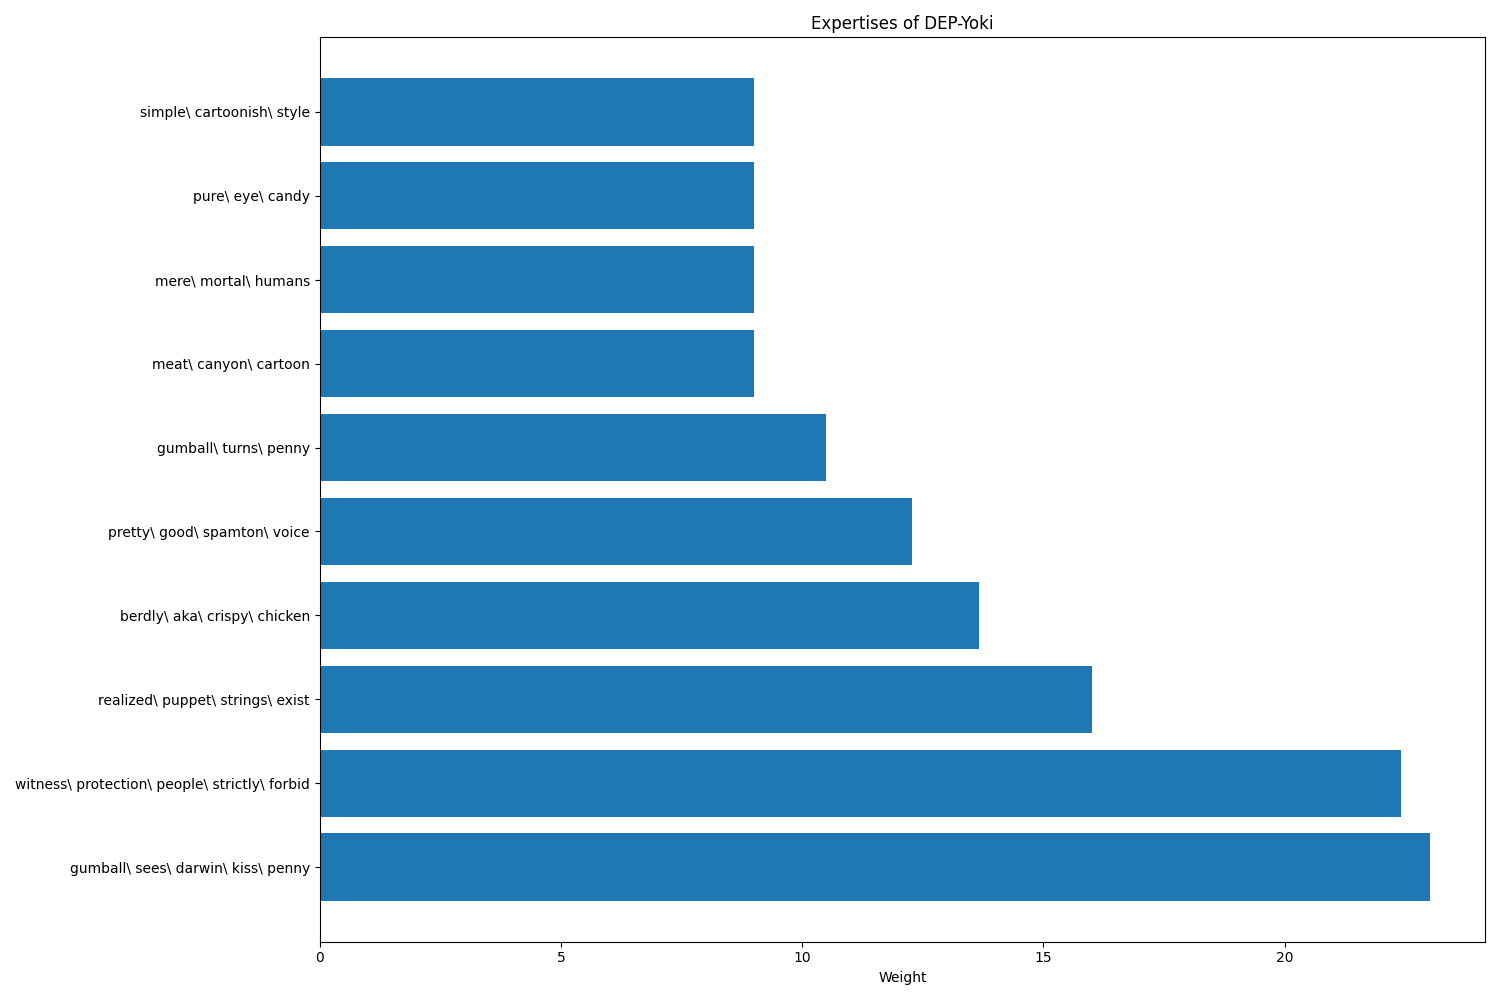 Expertises of DEP-Yoki
simple\ cartoonish\ style
pure\ eye\ candy
mere\ mortal\ humans
meat\ canyon\ cartoon
gumball\ turns\ penny
pretty\ good\ spamton\ voice
berdly\ aka\ crispy\ chicken
realized\ puppet\ strings\ exist
witness\ protection\ people\ strictly\ forbid
gumball\ sees\ darwin\ kiss\ penny
0 5 10 15 20
Weight